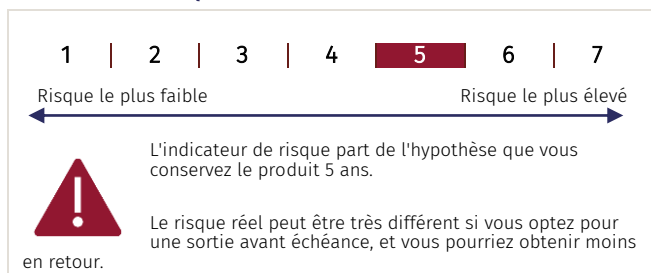 1 | 2 | 3 | 4 | 5 | 6 | 7
Risque le plus faible Risque le plus élevé
L'indicateur de risque part de l'hypothèse que vous
conservez le produit 5 ans.
Le risque réel peut être très différent si vous optez pour
une sortie avant échéance, et vous pourriez obtenir moins
en retour.